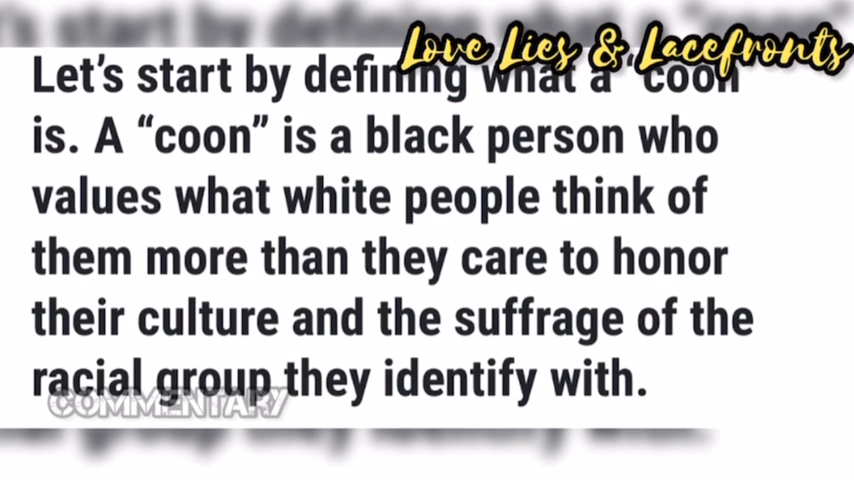 Love Lies & Lacefronts
Let's start by defining what a "coon"
is. A “coon” is a black person who
values what white people think of
them more than they care to honor
their culture and the suffrage of the
racial group they identify with.
COMMENTARY